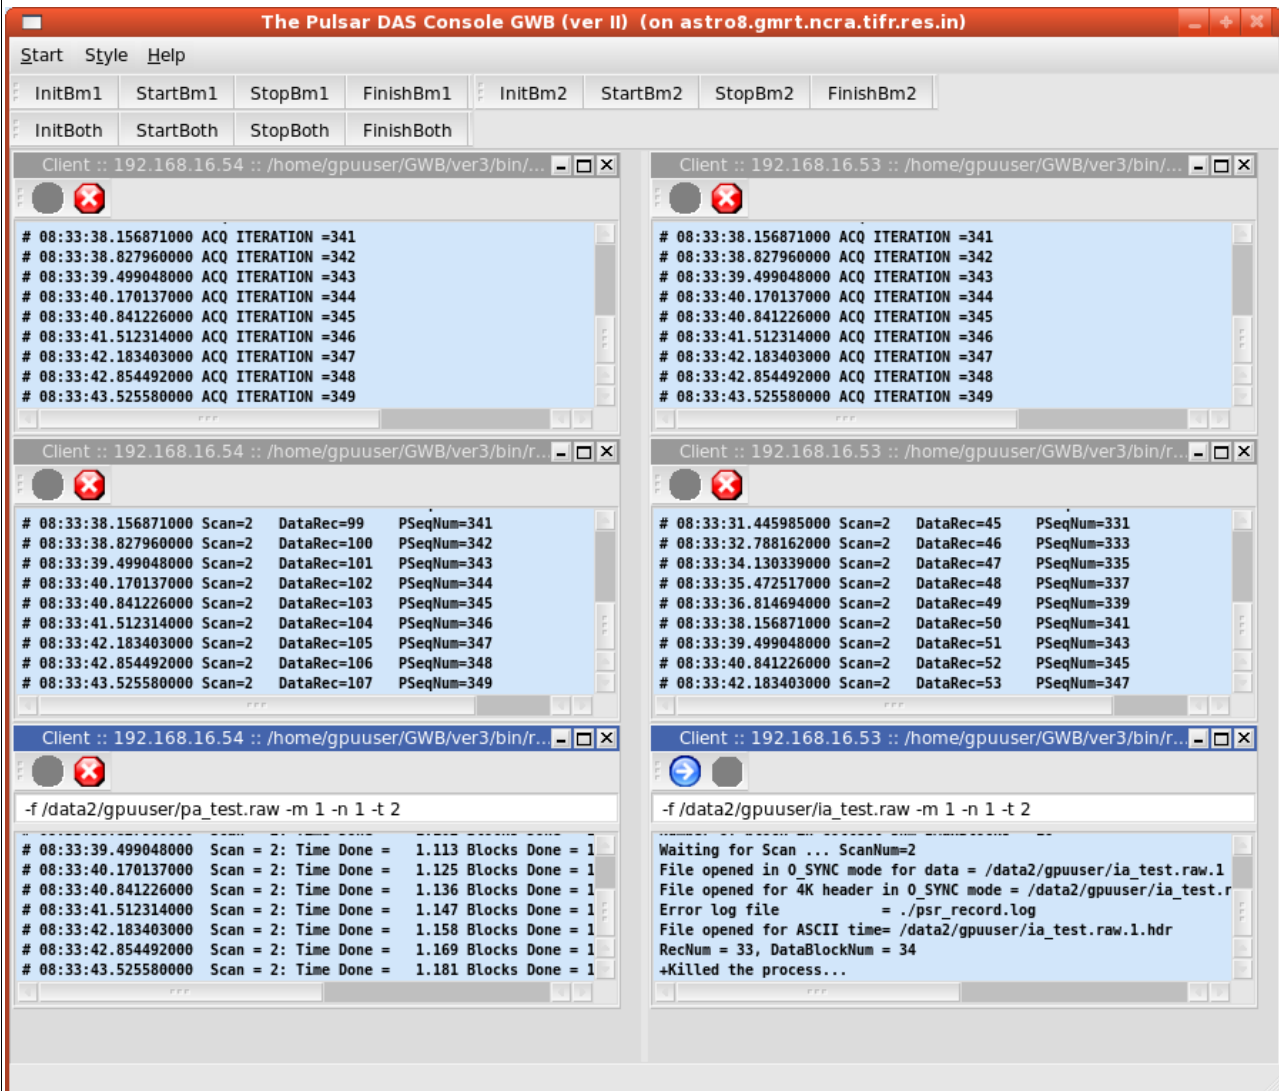 The Pulsar DAS Console GWB (ver II)  (on astro8.gmrt.ncra.tifr.res.in)
Start Style Help
InitBm1 StartBm1 StopBm1 FinishBm1 InitBm2 StartBm2 StopBm2 FinishBm2
InitBoth StartBoth StopBoth FinishBoth
Client :: 192.168.16.54 :: /home/gpuuser/GWB/ver3/bin/...
# 08:33:38.156871000 ACQ ITERATION =341
# 08:33:38.827960000 ACQ ITERATION =342
# 08:33:39.499048000 ACQ ITERATION =343
# 08:33:40.170137000 ACQ ITERATION =344
# 08:33:40.841226000 ACQ ITERATION =345
# 08:33:41.512314000 ACQ ITERATION =346
# 08:33:42.183403000 ACQ ITERATION =347
# 08:33:42.854492000 ACQ ITERATION =348
# 08:33:43.525580000 ACQ ITERATION =349
Client :: 192.168.16.53 :: /home/gpuuser/GWB/ver3/bin/...
# 08:33:38.156871000 ACQ ITERATION =341
# 08:33:38.827960000 ACQ ITERATION =342
# 08:33:39.499048000 ACQ ITERATION =343
# 08:33:40.170137000 ACQ ITERATION =344
# 08:33:40.841226000 ACQ ITERATION =345
# 08:33:41.512314000 ACQ ITERATION =346
# 08:33:42.183403000 ACQ ITERATION =347
# 08:33:42.854492000 ACQ ITERATION =348
# 08:33:43.525580000 ACQ ITERATION =349
Client :: 192.168.16.54 :: /home/gpuuser/GWB/ver3/bin/r...
# 08:33:38.156871000 Scan=2 DataRec=99 PSeqNum=341
# 08:33:38.827960000 Scan=2 DataRec=100 PSeqNum=342
# 08:33:39.499048000 Scan=2 DataRec=101 PSeqNum=343
# 08:33:40.170137000 Scan=2 DataRec=102 PSeqNum=344
# 08:33:40.841226000 Scan=2 DataRec=103 PSeqNum=345
# 08:33:41.512314000 Scan=2 DataRec=104 PSeqNum=346
# 08:33:42.183403000 Scan=2 DataRec=105 PSeqNum=347
# 08:33:42.854492000 Scan=2 DataRec=106 PSeqNum=348
# 08:33:43.525580000 Scan=2 DataRec=107 PSeqNum=349
Client :: 192.168.16.53 :: /home/gpuuser/GWB/ver3/bin/r...
# 08:33:31.445985000 Scan=2 DataRec=45 PSeqNum=331
# 08:33:32.788162000 Scan=2 DataRec=46 PSeqNum=333
# 08:33:34.130339000 Scan=2 DataRec=47 PSeqNum=335
# 08:33:35.472517000 Scan=2 DataRec=48 PSeqNum=337
# 08:33:36.814694000 Scan=2 DataRec=49 PSeqNum=339
# 08:33:38.156871000 Scan=2 DataRec=50 PSeqNum=341
# 08:33:39.499048000 Scan=2 DataRec=51 PSeqNum=343
# 08:33:40.841226000 Scan=2 DataRec=52 PSeqNum=345
# 08:33:42.183403000 Scan=2 DataRec=53 PSeqNum=347
Client :: 192.168.16.54 :: /home/gpuuser/GWB/ver3/bin/r...
-f /data2/gpuuser/pa_test.raw -m 1 -n 1 -t 2
# 08:33:39.499048000 Scan = 2: Time Done = 1.113 Blocks Done = 1
# 08:33:40.170137000 Scan = 2: Time Done = 1.125 Blocks Done = 1
# 08:33:40.841226000 Scan = 2: Time Done = 1.136 Blocks Done = 1
# 08:33:41.512314000 Scan = 2: Time Done = 1.147 Blocks Done = 1
# 08:33:42.183403000 Scan = 2: Time Done = 1.158 Blocks Done = 1
# 08:33:42.854492000 Scan = 2: Time Done = 1.169 Blocks Done = 1
# 08:33:43.525580000 Scan = 2: Time Done = 1.181 Blocks Done = 1
Client :: 192.168.16.53 :: /home/gpuuser/GWB/ver3/bin/r...
-f /data2/gpuuser/ia_test.raw -m 1 -n 1 -t 2
Waiting for Scan ... ScanNum=2
File opened in O_SYNC mode for data = /data2/gpuuser/ia_test.raw.1
File opened for 4K header in O_SYNC mode = /data2/gpuuser/ia_test.r
Error log file = ./psr_record.log
File opened for ASCII time= /data2/gpuuser/ia_test.raw.1.hdr
RecNum = 33, DataBlockNum = 34
+Killed the process...